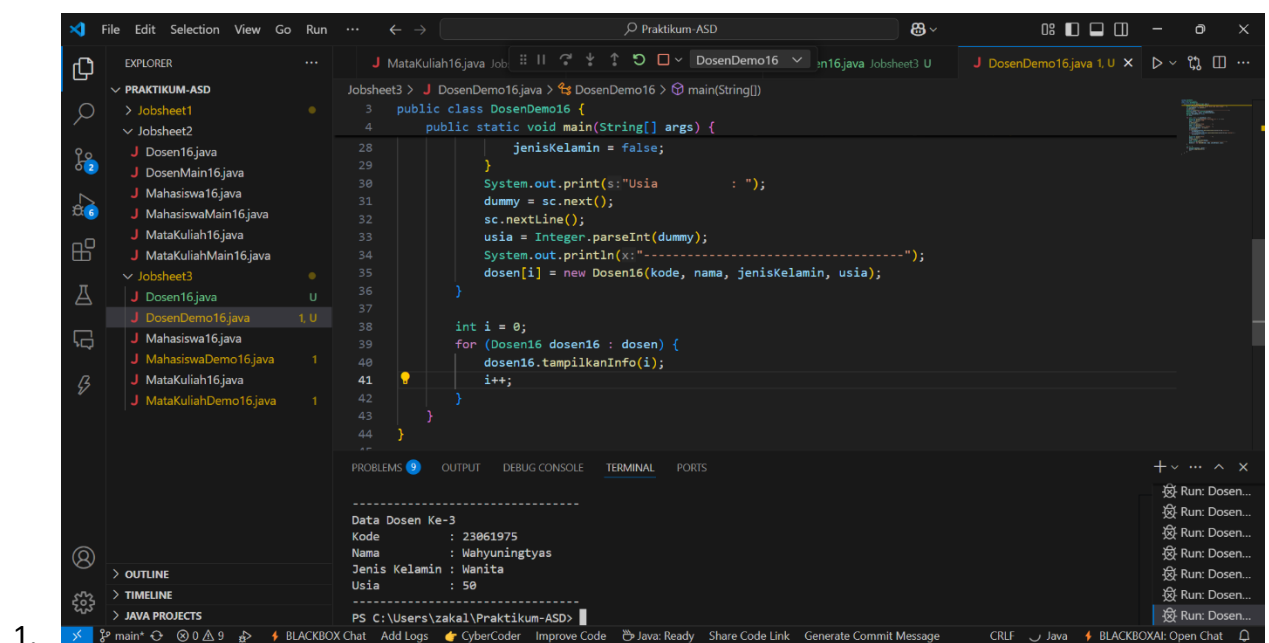 File Edit Selection View Go Run ··· Praktikum-ASD
EXPLORER ···
PRAKTIKUM-ASD
Jobsheet1
Jobsheet2
Dosen16.java
DosenMain16.java
Mahasiswa16.java
MahasiswaMain16.java
MataKuliah16.java
MataKuliahMain16.java
Jobsheet3
Dosen16.java U
DosenDemo16.java 1, U
Mahasiswa16.java
MahasiswaDemo16.java 1
MataKuliah16.java
MataKuliahDemo16.java 1
OUTLINE
TIMELINE
JAVA PROJECTS
2
6
MataKuliah16.java Job DosenDemo16 en16.java Jobsheet3 U DosenDemo16.java 1, U
Jobsheet3 > DosenDemo16.java > DosenDemo16 > main(String[])
3 public class DosenDemo16 {
4 public static void main(String[] args) {
28 jenisKelamin = false;
29 }
30 System.out.print(s:"Usia : ");
31 dummy = sc.next();
32 sc.nextLine();
33 usia = Integer.parseInt(dummy);
34 System.out.println(x:"-----------------------------------");
35 dosen[i] = new Dosen16(kode, nama, jenisKelamin, usia);
36 }
37
38 int i = 0;
39 for (Dosen16 dosen16 : dosen) {
40 dosen16.tampilkanInfo(i);
41 i++;
42 }
43 }
44 }
PROBLEMS 9 OUTPUT DEBUG CONSOLE TERMINAL PORTS
---------------------------------
Data Dosen Ke-3
Kode : 23061975
Nama : Wahyuningtyas
Jenis Kelamin : Wanita
Usia : 50
---------------------------------
PS C:\Users\zakal\Praktikum-ASD>
Run: Dosen...
Run: Dosen...
Run: Dosen...
Run: Dosen...
Run: Dosen...
Run: Dosen...
Run: Dosen...
main* 0 9 BLACKBOX Chat Add Logs CyberCoder Improve Code Java: Ready Share Code Link Generate Commit Message CRLF Java BLACKBOXAI: Open Chat
1.